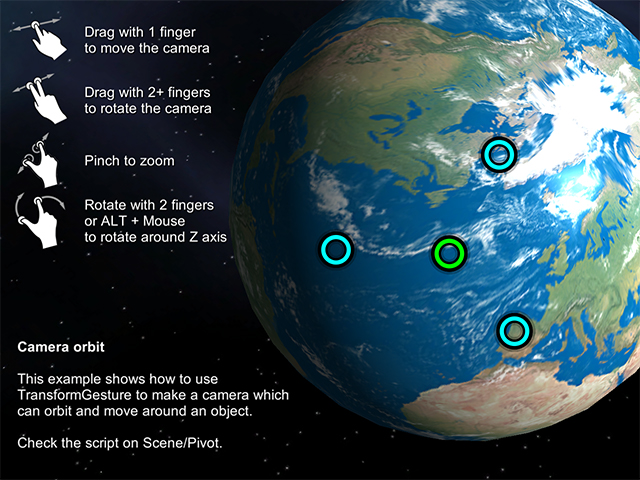 Drag with 1 finger
to move the camera
Drag with 2+ fingers
to rotate the camera
Pinch to zoom
Rotate with 2 fingers
or ALT + Mouse
to rotate around Z axis
Camera orbit
This example shows how to use
TransformGesture to make a camera which
can orbit and move around an object.
Check the script on Scene/Pivot.